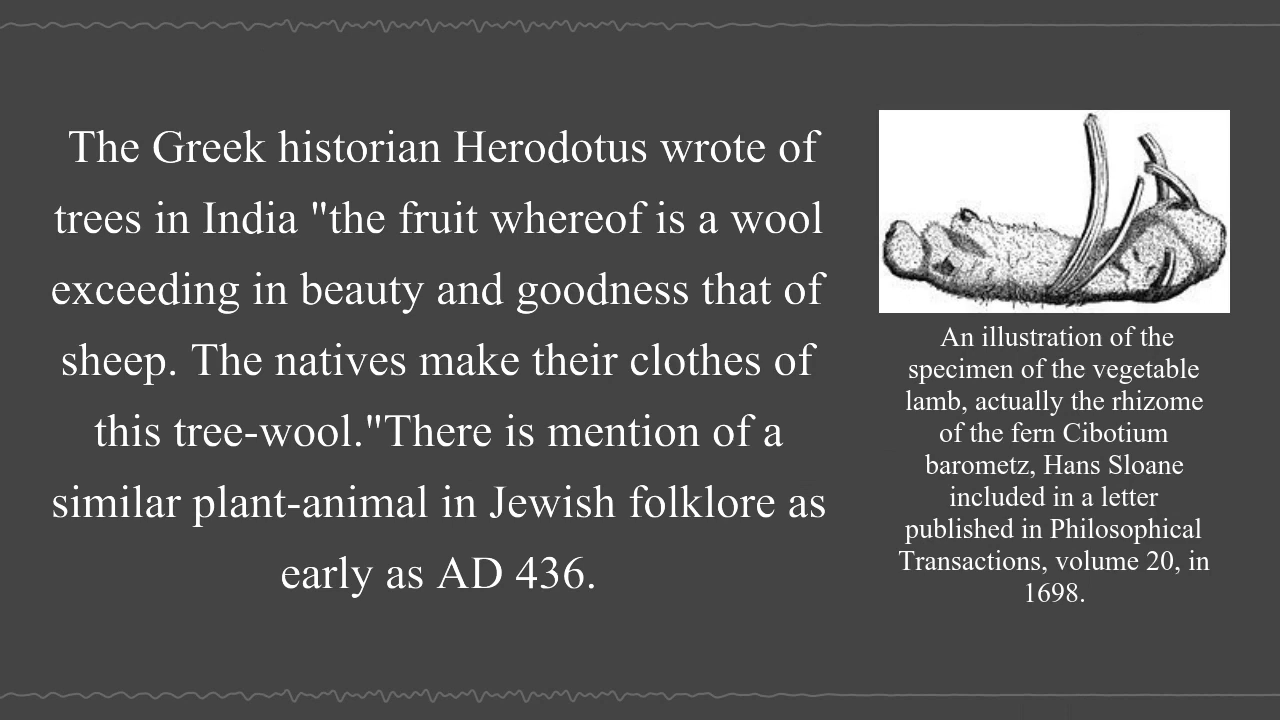 The Greek historian Herodotus wrote of
trees in India "the fruit whereof is a wool
exceeding in beauty and goodness that of
sheep. The natives make their clothes of
this tree-wool."There is mention of a
similar plant-animal in Jewish folklore as
early as AD 436.
An illustration of the
specimen of the vegetable
lamb, actually the rhizome
of the fern Cibotium
barometz, Hans Sloane
included in a letter
published in Philosophical
Transactions, volume 20, in
1698.